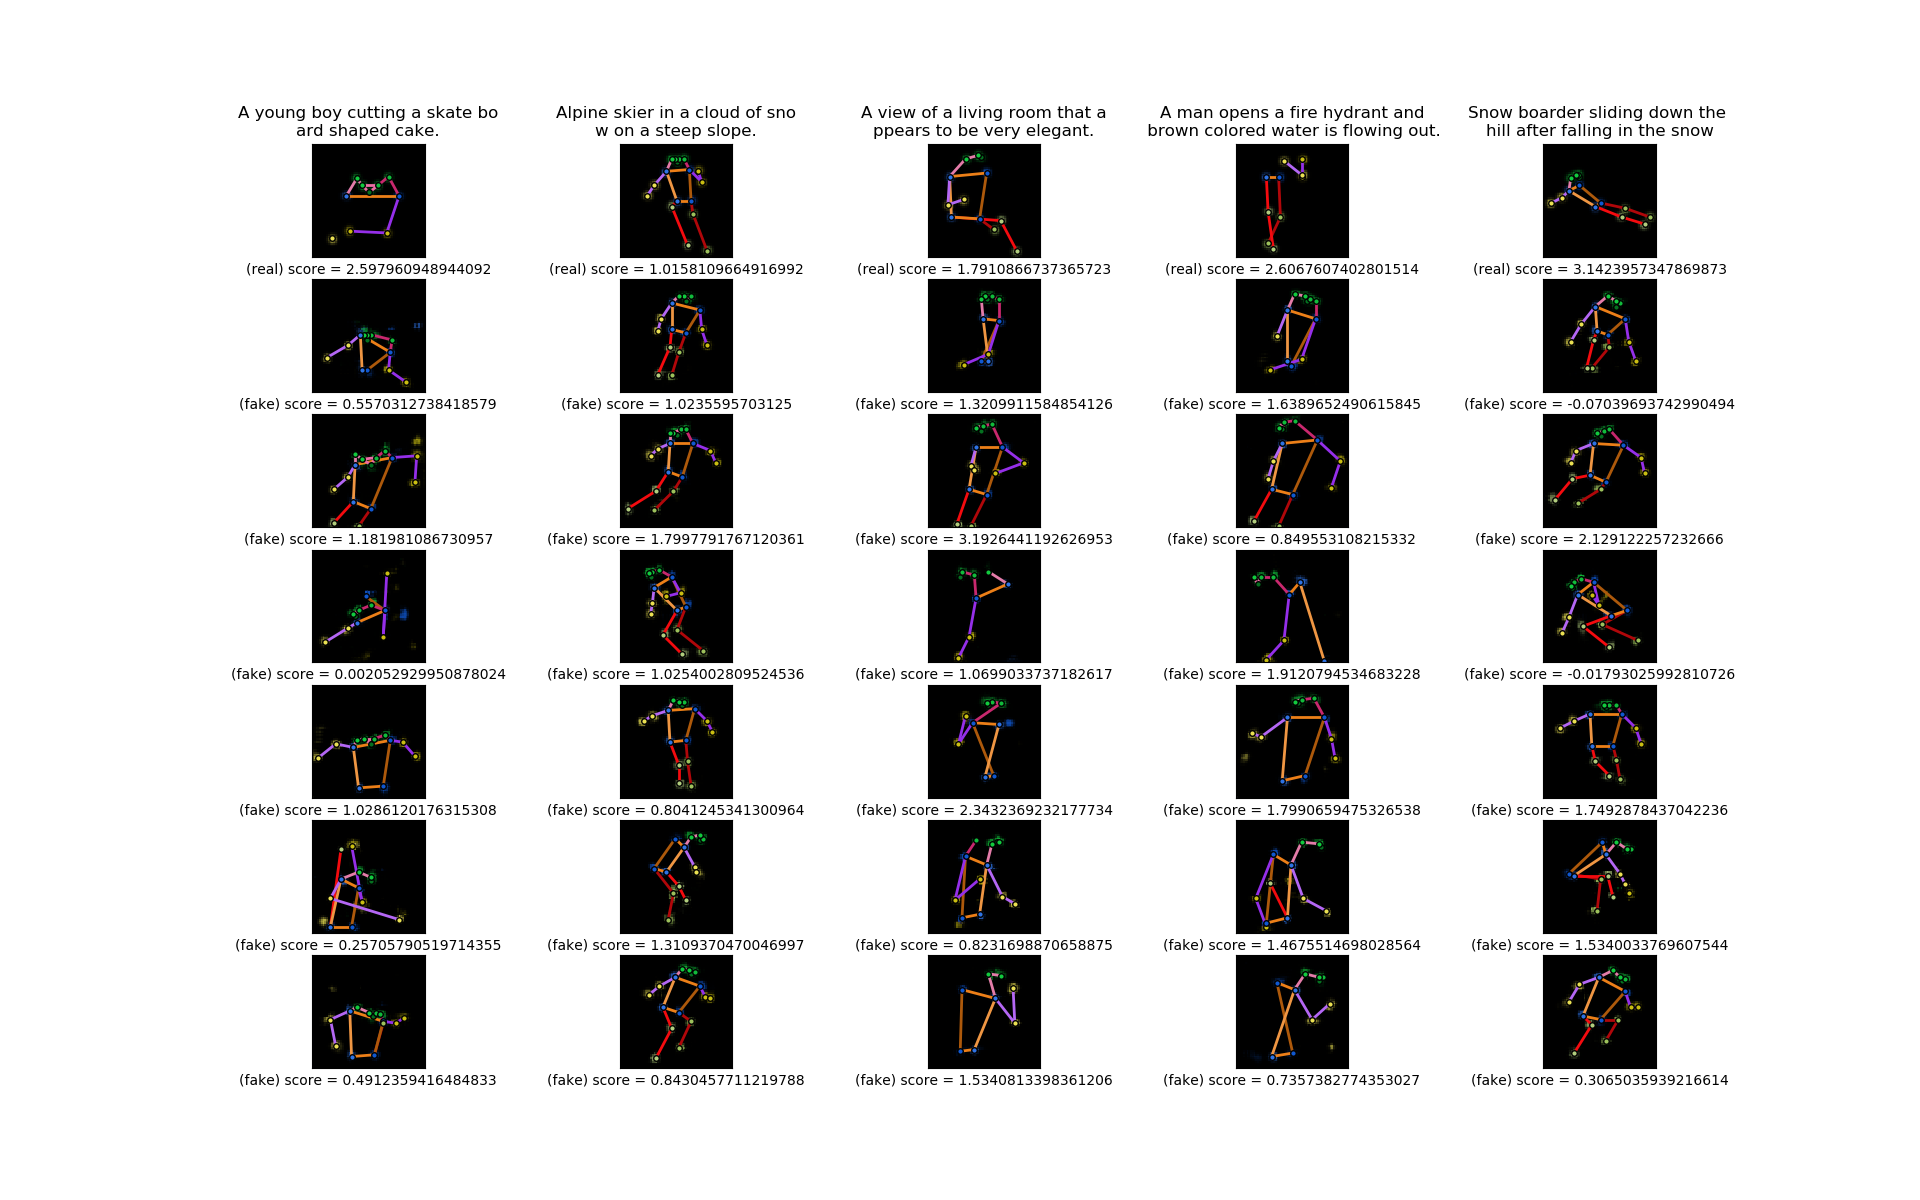 A young boy cutting a skate bo
ard shaped cake.
Alpine skier in a cloud of sno
w on a steep slope.
A view of a living room that a
ppears to be very elegant.
A man opens a fire hydrant and
brown colored water is flowing out.
Snow boarder sliding down the
hill after falling in the snow
(real) score = 2.597960948944092
(real) score = 1.0158109664916992
(real) score = 1.7910866737365723
(real) score = 2.6067607402801514
(real) score = 3.1423957347869873
(fake) score = 0.5570312738418579
(fake) score = 1.0235595703125
(fake) score = 1.3209911584854126
(fake) score = 1.6389652490615845
(fake) score = -0.07039693742990494
(fake) score = 1.181981086730957
(fake) score = 1.7997791767120361
(fake) score = 3.1926441192626953
(fake) score = 0.849553108215332
(fake) score = 2.129122257232666
(fake) score = 0.002052929950878024
(fake) score = 1.0254002809524536
(fake) score = 1.0699033737182617
(fake) score = 1.9120794534683228
(fake) score = -0.01793025992810726
(fake) score = 1.0286120176315308
(fake) score = 0.8041245341300964
(fake) score = 2.3432369232177734
(fake) score = 1.7990659475326538
(fake) score = 1.7492878437042236
(fake) score = 0.25705790519714355
(fake) score = 1.3109370470046997
(fake) score = 0.8231698870658875
(fake) score = 1.4675514698028564
(fake) score = 1.5340033769607544
(fake) score = 0.4912359416484833
(fake) score = 0.8430457711219788
(fake) score = 1.5340813398361206
(fake) score = 0.7357382774353027
(fake) score = 0.3065035939216614